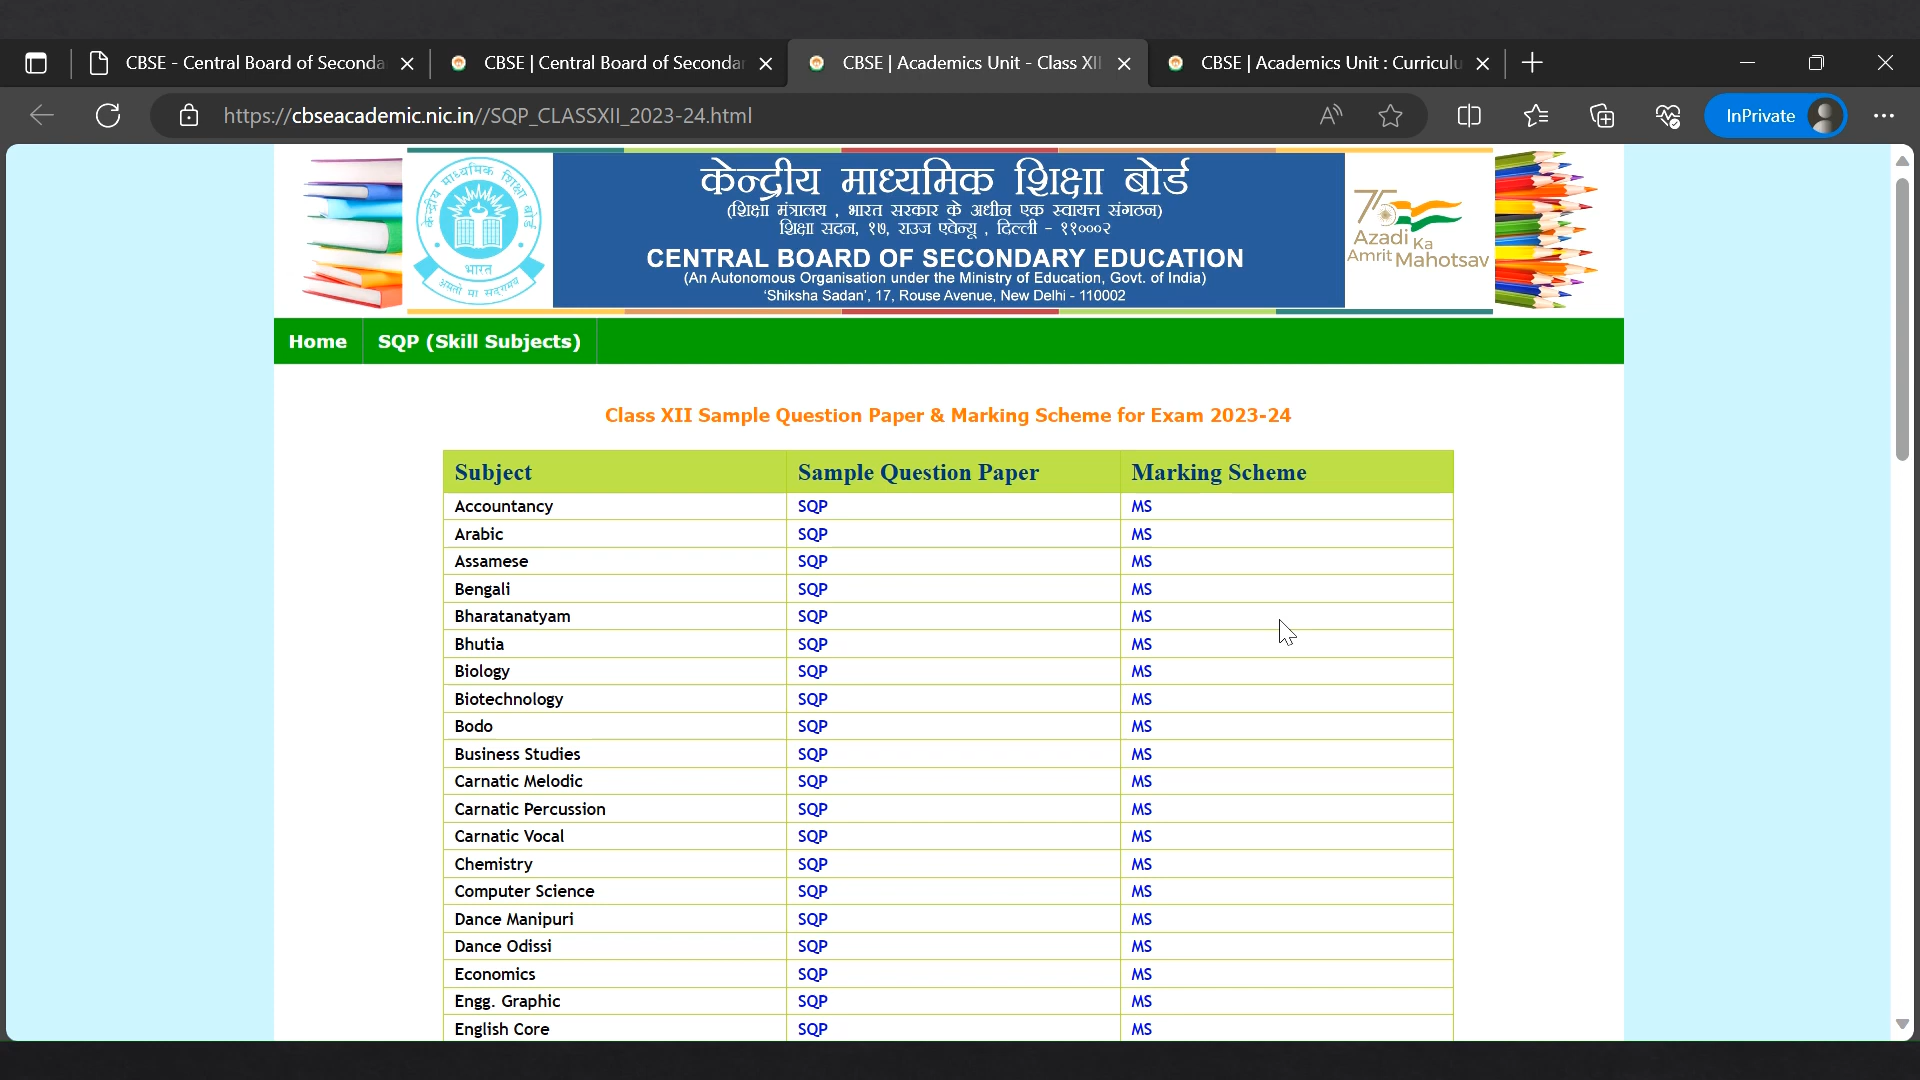 CBSE - Central Board of Seconda
CBSE | Central Board of Secondar
CBSE | Academics Unit - Class XII
CBSE | Academics Unit : Curriculu
https://cbseacademic.nic.in//SQP_CLASSXII_2023-24.html
InPrivate
केन्द्रीय माध्यमिक शिक्षा बोर्ड
भारत
असतो मा सद्गमय
केन्द्रीय माध्यमिक शिक्षा बोर्ड
(शिक्षा मंत्रालय , भारत सरकार के अधीन एक स्वायत्त संगठन)
शिक्षा सदन, १७, राउज एवेन्यू , दिल्ली - ११०००२
CENTRAL BOARD OF SECONDARY EDUCATION
(An Autonomous Organisation under the Ministry of Education, Govt. of India)
'Shiksha Sadan', 17, Rouse Avenue, New Delhi - 110002
75
Azadi Ka
Amrit Mahotsav
Home SQP (Skill Subjects)
Class XII Sample Question Paper & Marking Scheme for Exam 2023-24
Subject Sample Question Paper Marking Scheme
Accountancy SQP MS
Arabic SQP MS
Assamese SQP MS
Bengali SQP MS
Bharatanatyam SQP MS
Bhutia SQP MS
Biology SQP MS
Biotechnology SQP MS
Bodo SQP MS
Business Studies SQP MS
Carnatic Melodic SQP MS
Carnatic Percussion SQP MS
Carnatic Vocal SQP MS
Chemistry SQP MS
Computer Science SQP MS
Dance Manipuri SQP MS
Dance Odissi SQP MS
Economics SQP MS
Engg. Graphic SQP MS
English Core SQP MS